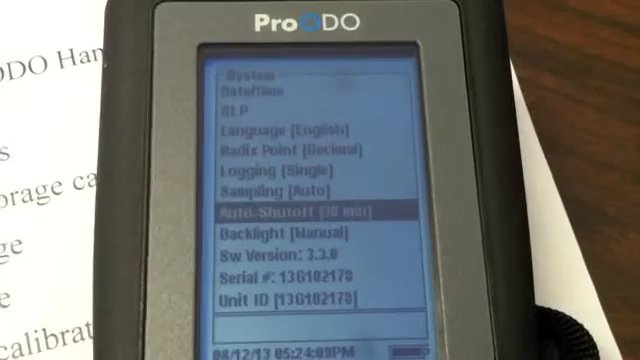 ProODO
ODO Han
System
Date/Time
GLP
Language [English]
Radix Point [Decimal]
Logging [Single]
Sampling [Auto]
Auto-Shutoff [30 min]
Backlight [Manual]
Sw Version: 3.3.0
Serial #: 13G102178
Unit ID [13G102178]
08/12/13 05:24:09PM
s
orage ca
ge
e
calibrat